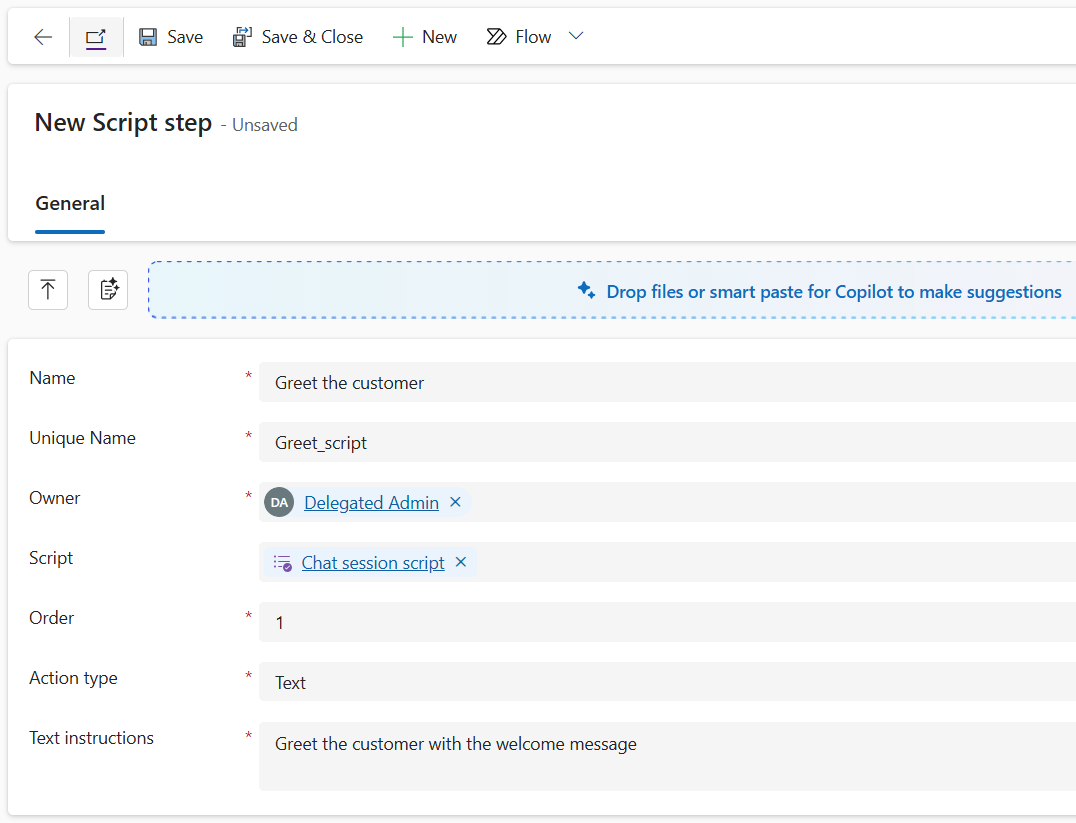 Save Save & Close New Flow
New Script step - Unsaved
General
Drop files or smart paste for Copilot to make suggestions
Name * Greet the customer
Unique Name * Greet_script
Owner * DA Delegated Admin
Script Chat session script
Order * 1
Action type * Text
Text instructions * Greet the customer with the welcome message